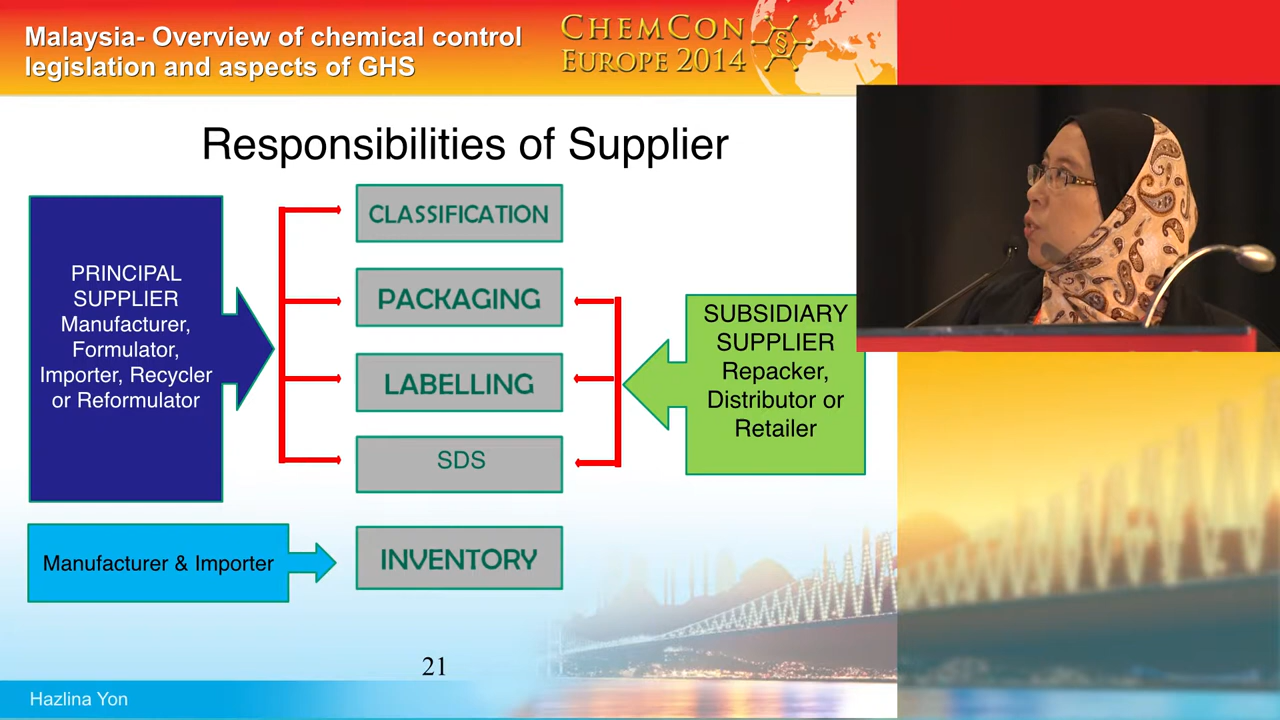 Malaysia- Overview of chemical control
legislation and aspects of GHS
CHEMCON
EUROPE 2014
§
Responsibilities of Supplier
PRINCIPAL
SUPPLIER
Manufacturer,
Formulator,
Importer, Recycler
or Reformulator
CLASSIFICATION
PACKAGING
LABELLING
SDS
SUBSIDIARY
SUPPLIER
Repacker,
Distributor or
Retailer
Manufacturer & Importer
INVENTORY
21
Hazlina Yon